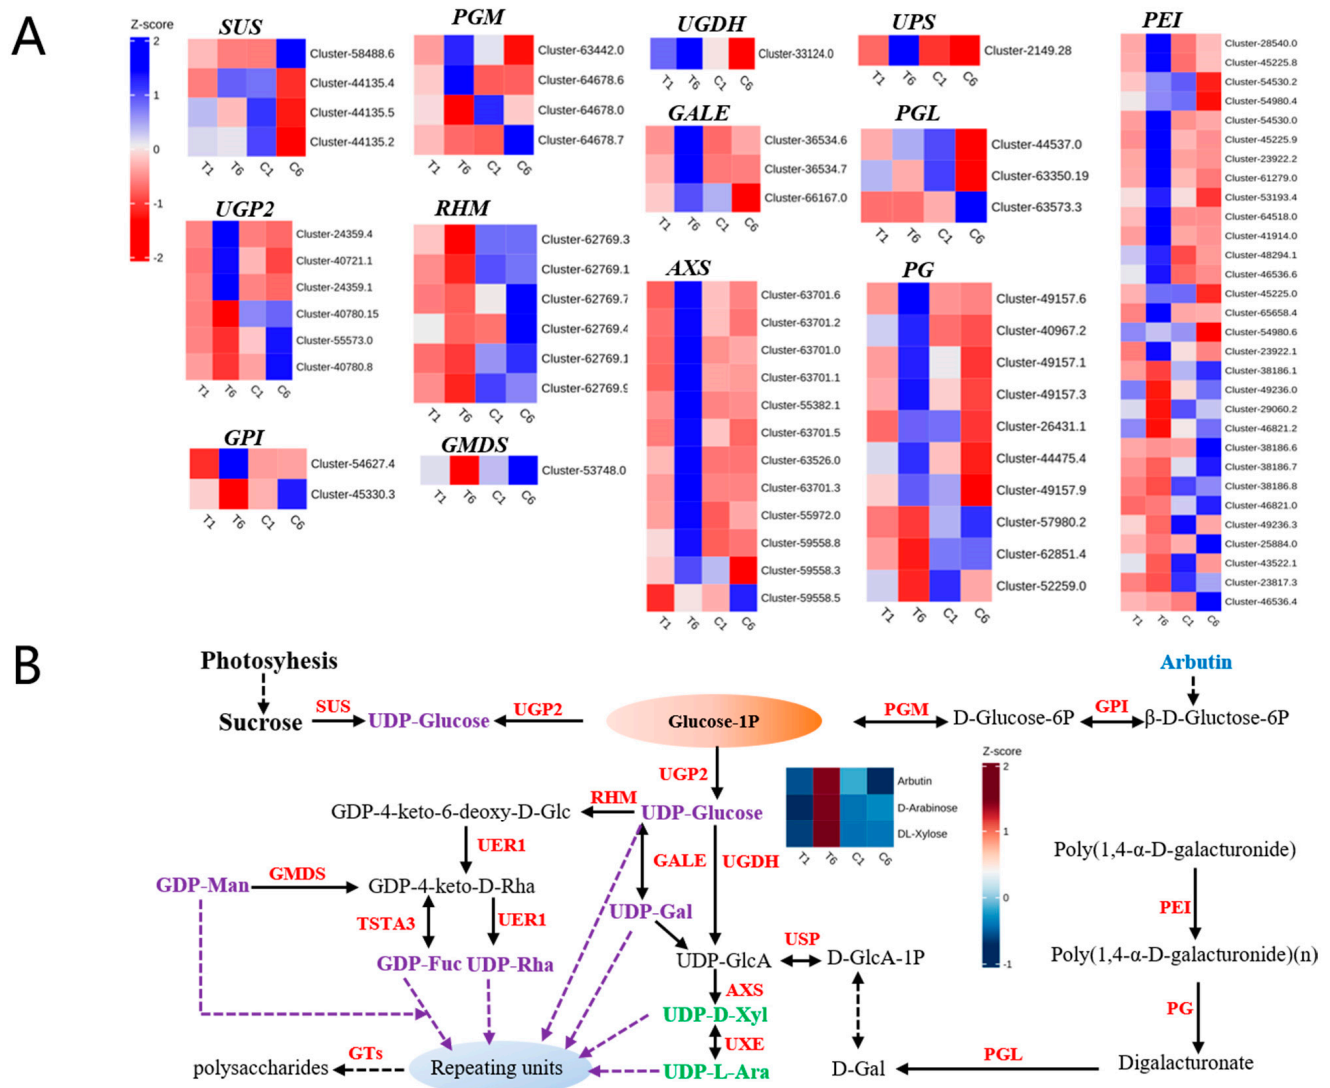 A
Z-score
2
1
0
-1
-2
SUS
Cluster-58488.6
Cluster-44135.4
Cluster-44135.5
Cluster-44135.2
T1 T6 C1 C6
PGM
Cluster-63442.0
Cluster-64678.6
Cluster-64678.0
Cluster-64678.7
T1 T6 C1 C6
UGDH
Cluster-33124.0
T1 T6 C1 C6
UPS
Cluster-2149.28
T1 T6 C1 C6
PEI
Cluster-28540.0
Cluster-45225.8
Cluster-54530.2
Cluster-54980.4
Cluster-54530.0
Cluster-45225.9
Cluster-23922.2
Cluster-61279.0
Cluster-53193.4
Cluster-64518.0
Cluster-41914.0
Cluster-48294.1
Cluster-46536.6
Cluster-45225.0
Cluster-65658.4
Cluster-54980.6
Cluster-23922.1
Cluster-38186.1
Cluster-49236.0
Cluster-29060.2
Cluster-46821.2
Cluster-38186.6
Cluster-38186.7
Cluster-38186.8
Cluster-46821.0
Cluster-49236.3
Cluster-25884.0
Cluster-43522.1
Cluster-23817.3
Cluster-46536.4
T1 T6 C1 C6
GALE
Cluster-36534.6
Cluster-36534.7
Cluster-66167.0
T1 T6 C1 C6
PGL
Cluster-44537.0
Cluster-63350.19
Cluster-63573.3
T1 T6 C1 C6
UGP2
Cluster-24359.4
Cluster-40721.1
Cluster-24359.1
Cluster-40780.15
Cluster-55573.0
Cluster-40780.8
T1 T6 C1 C6
RHM
Cluster-62769.3
Cluster-62769.1
Cluster-62769.7
Cluster-62769.4
Cluster-62769.1
Cluster-62769.9
T1 T6 C1 C6
AXS
Cluster-63701.6
Cluster-63701.2
Cluster-63701.0
Cluster-63701.1
Cluster-55382.1
Cluster-63701.5
Cluster-63526.0
Cluster-63701.3
Cluster-55972.0
Cluster-59558.8
Cluster-59558.3
Cluster-59558.5
T1 T6 C1 C6
PG
Cluster-49157.6
Cluster-40967.2
Cluster-49157.1
Cluster-49157.3
Cluster-26431.1
Cluster-44475.4
Cluster-49157.9
Cluster-57980.2
Cluster-62851.4
Cluster-52259.0
T1 T6 C1 C6
GPI
Cluster-54627.4
Cluster-45330.3
T1 T6 C1 C6
GMDS
Cluster-53748.0
T1 T6 C1 C6
B
Photosyhesis
Arbutin
Sucrose SUS UDP-Glucose UGP2 Glucose-1P PGM D-Glucose-6P GPI β-D-Gluctose-6P
UGP2
Z-score
2
1
0
-1
Arbutin
D-Arabinose
DL-Xylose
T1 T6 C1 C6
GDP-4-keto-6-deoxy-D-Glc RHM UDP-Glucose
UER1 GALE UGDH
Poly(1,4-α-D-galacturonide)
GDP-Man GMDS GDP-4-keto-D-Rha
PEI
TSTA3 UER1 UDP-Gal
USP
GDP-Fuc UDP-Rha UDP-GlcA D-GlcA-1P Poly(1,4-α-D-galacturonide)(n)
AXS
PG
UDP-D-Xyl
UXE
polysaccharides GTs Repeating units UDP-L-Ara D-Gal PGL Digalacturonate